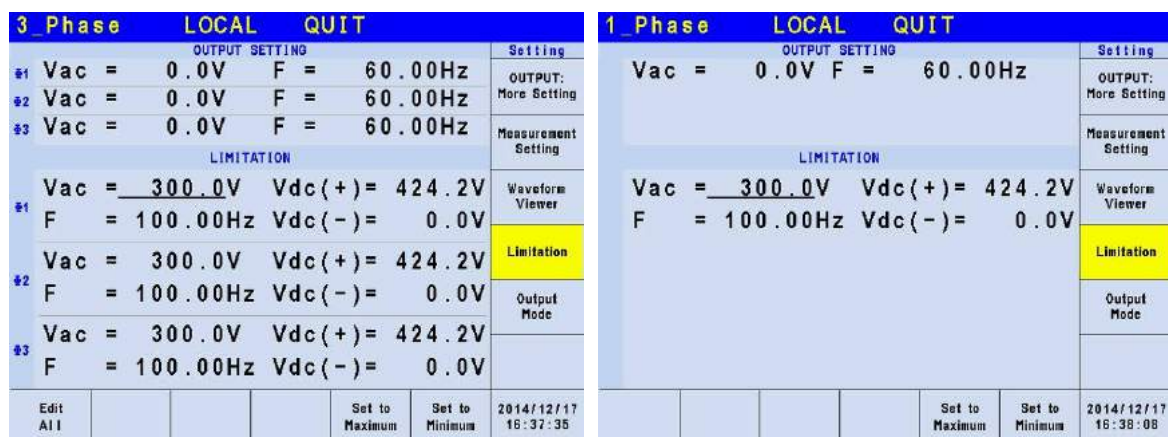 3_Phase LOCAL QUIT
OUTPUT SETTING
Setting
Φ1 Vac = 0.0V F = 60.00Hz
Φ2 Vac = 0.0V F = 60.00Hz
Φ3 Vac = 0.0V F = 60.00Hz
LIMITATION
Φ1
Vac = 300.0V Vdc(+)= 424.2V
F = 100.00Hz Vdc(-)= 0.0V
Φ2
Vac = 300.0V Vdc(+)= 424.2V
F = 100.00Hz Vdc(-)= 0.0V
Φ3
Vac = 300.0V Vdc(+)= 424.2V
F = 100.00Hz Vdc(-)= 0.0V
OUTPUT:
More Setting
Measurement
Setting
Waveform
Viewer
Limitation
Output
Mode
Edit
All
Set to
Maximum
Set to
Minimum
2014/12/17
16:37:35
1_Phase LOCAL QUIT
OUTPUT SETTING
Setting
Vac = 0.0V F = 60.00Hz
LIMITATION
Vac = 300.0V Vdc(+)= 424.2V
F = 100.00Hz Vdc(-)= 0.0V
OUTPUT:
More Setting
Measurement
Setting
Waveform
Viewer
Limitation
Output
Mode
Set to
Maximum
Set to
Minimum
2014/12/17
16:38:08